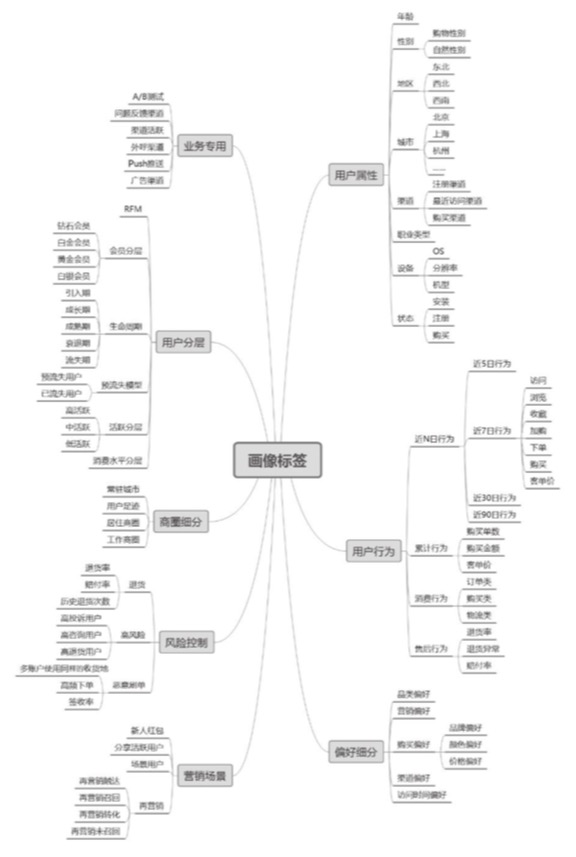 画像标签
用户属性
年龄
性别
购物性别
自然性别
地区
东北
西北
西南
城市
北京
上海
杭州
......
渠道
注册渠道
最近访问渠道
购买渠道
职业类型
设备
OS
分辨率
机型
状态
安装
注册
购买
用户行为
近N日行为
近5日行为
近7日行为
访问
浏览
收藏
加购
下单
购买
客单价
近30日行为
近90日行为
累计行为
购买单数
购买金额
客单价
消费行为
订单类
购买类
物流类
售后行为
退货率
退货异常
赔付率
偏好细分
品类偏好
营销偏好
购买偏好
品牌偏好
颜色偏好
价格偏好
渠道偏好
访问时间偏好
业务专用
A/B测试
问题反馈渠道
渠道活跃
外呼渠道
Push推送
广告渠道
用户分层
RFM
会员分层
钻石会员
白金会员
黄金会员
白银会员
生命周期
引入期
成长期
成熟期
衰退期
流失期
预流失模型
预流失用户
已流失用户
活跃分层
高活跃
中活跃
低活跃
消费水平分层
商圈细分
常驻城市
用户足迹
居住商圈
工作商圈
风险控制
退货
退货率
赔付率
历史退货次数
高风险
高投诉用户
高咨询用户
高退货用户
恶意刷单
多账户使用同样的收货地
高频下单
签收率
营销场景
新人红包
分享活跃用户
场景用户
再营销
再营销触达
再营销召回
再营销转化
再营销未召回